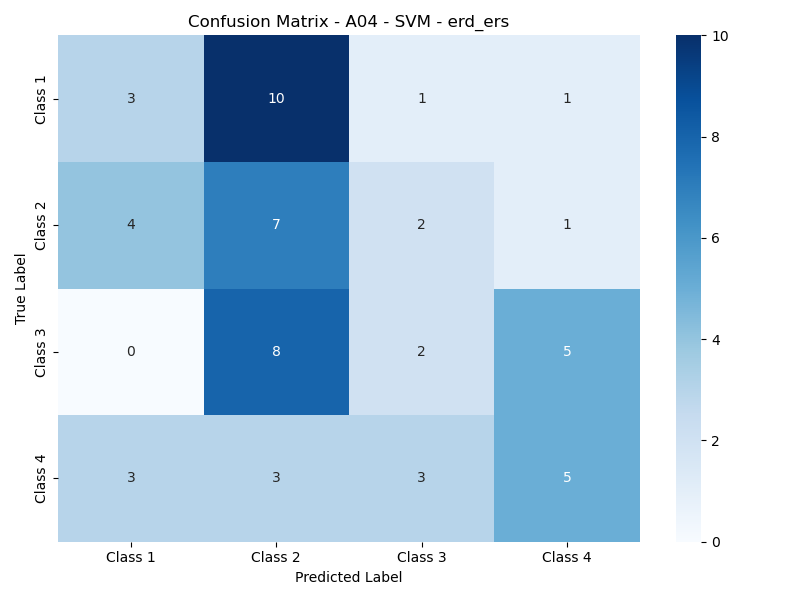 Confusion Matrix - A04 - SVM - erd_ers
True Label
Class 1
3 10 1 1
Class 2
4 7 2 1
Class 3
0 8 2 5
Class 4
3 3 3 5
Class 1 Class 2 Class 3 Class 4
Predicted Label
10
8
6
4
2
0